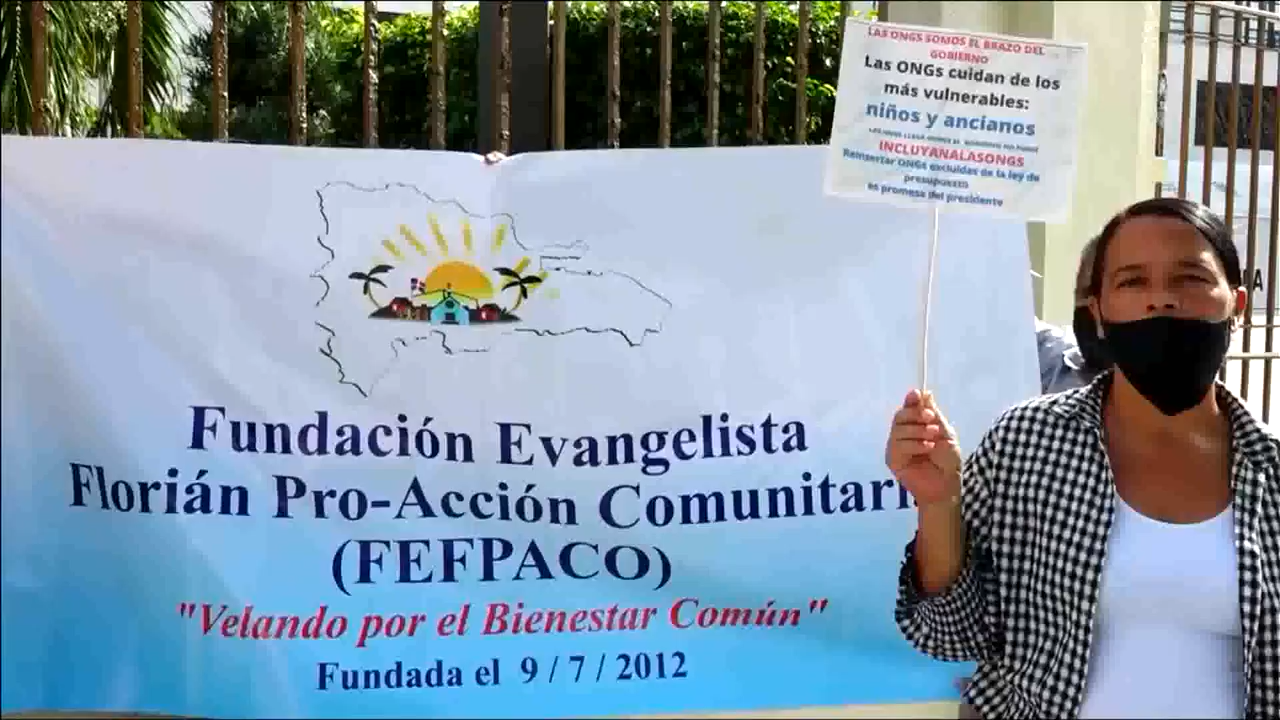 LAS ONGS SOMOS EL BRAZO DEL
GOBIERNO
Las ONGs cuidan de los
más vulnerables:
niños y ancianos
INCLUYANALASONGS
Reinsertar ONGs excluidas de la ley de
presupuesto
es promesa del presidente
Fundación Evangelista
Florián Pro-Acción Comunitari
(FEFPACO)
"Velando por el Bienestar Común"
Fundada el 9 / 7 / 2012
A